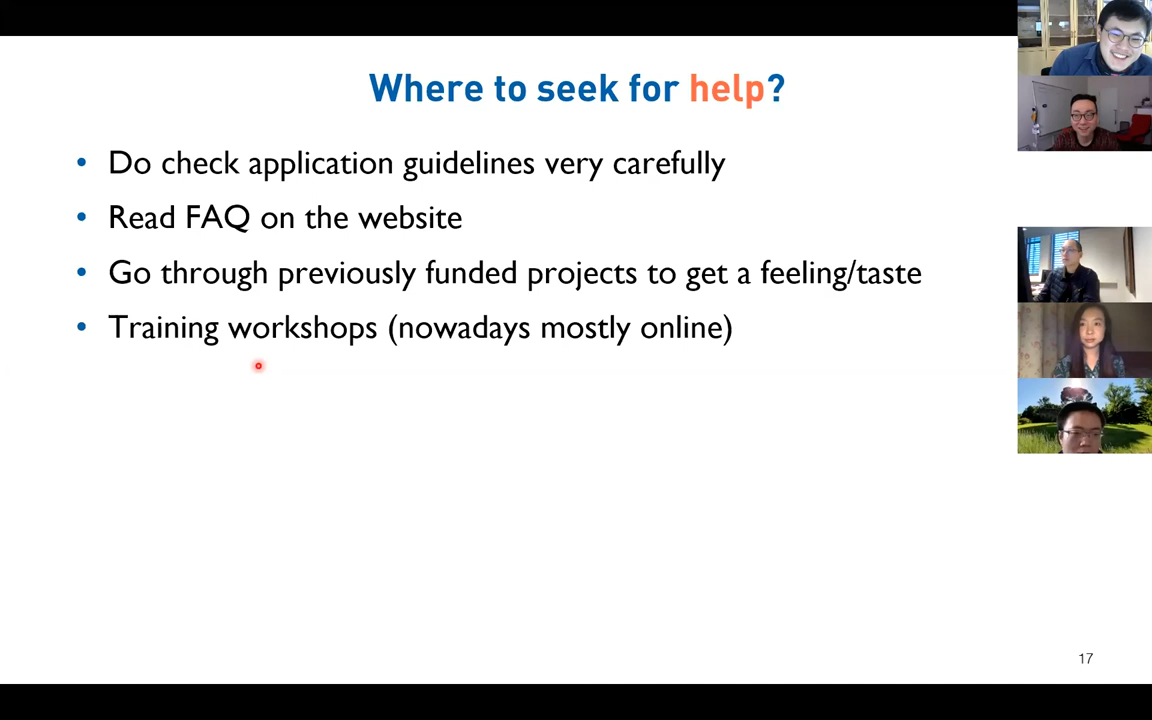 Where to seek for help?
• Do check application guidelines very carefully
• Read FAQ on the website
• Go through previously funded projects to get a feeling/taste
• Training workshops (nowadays mostly online)
17